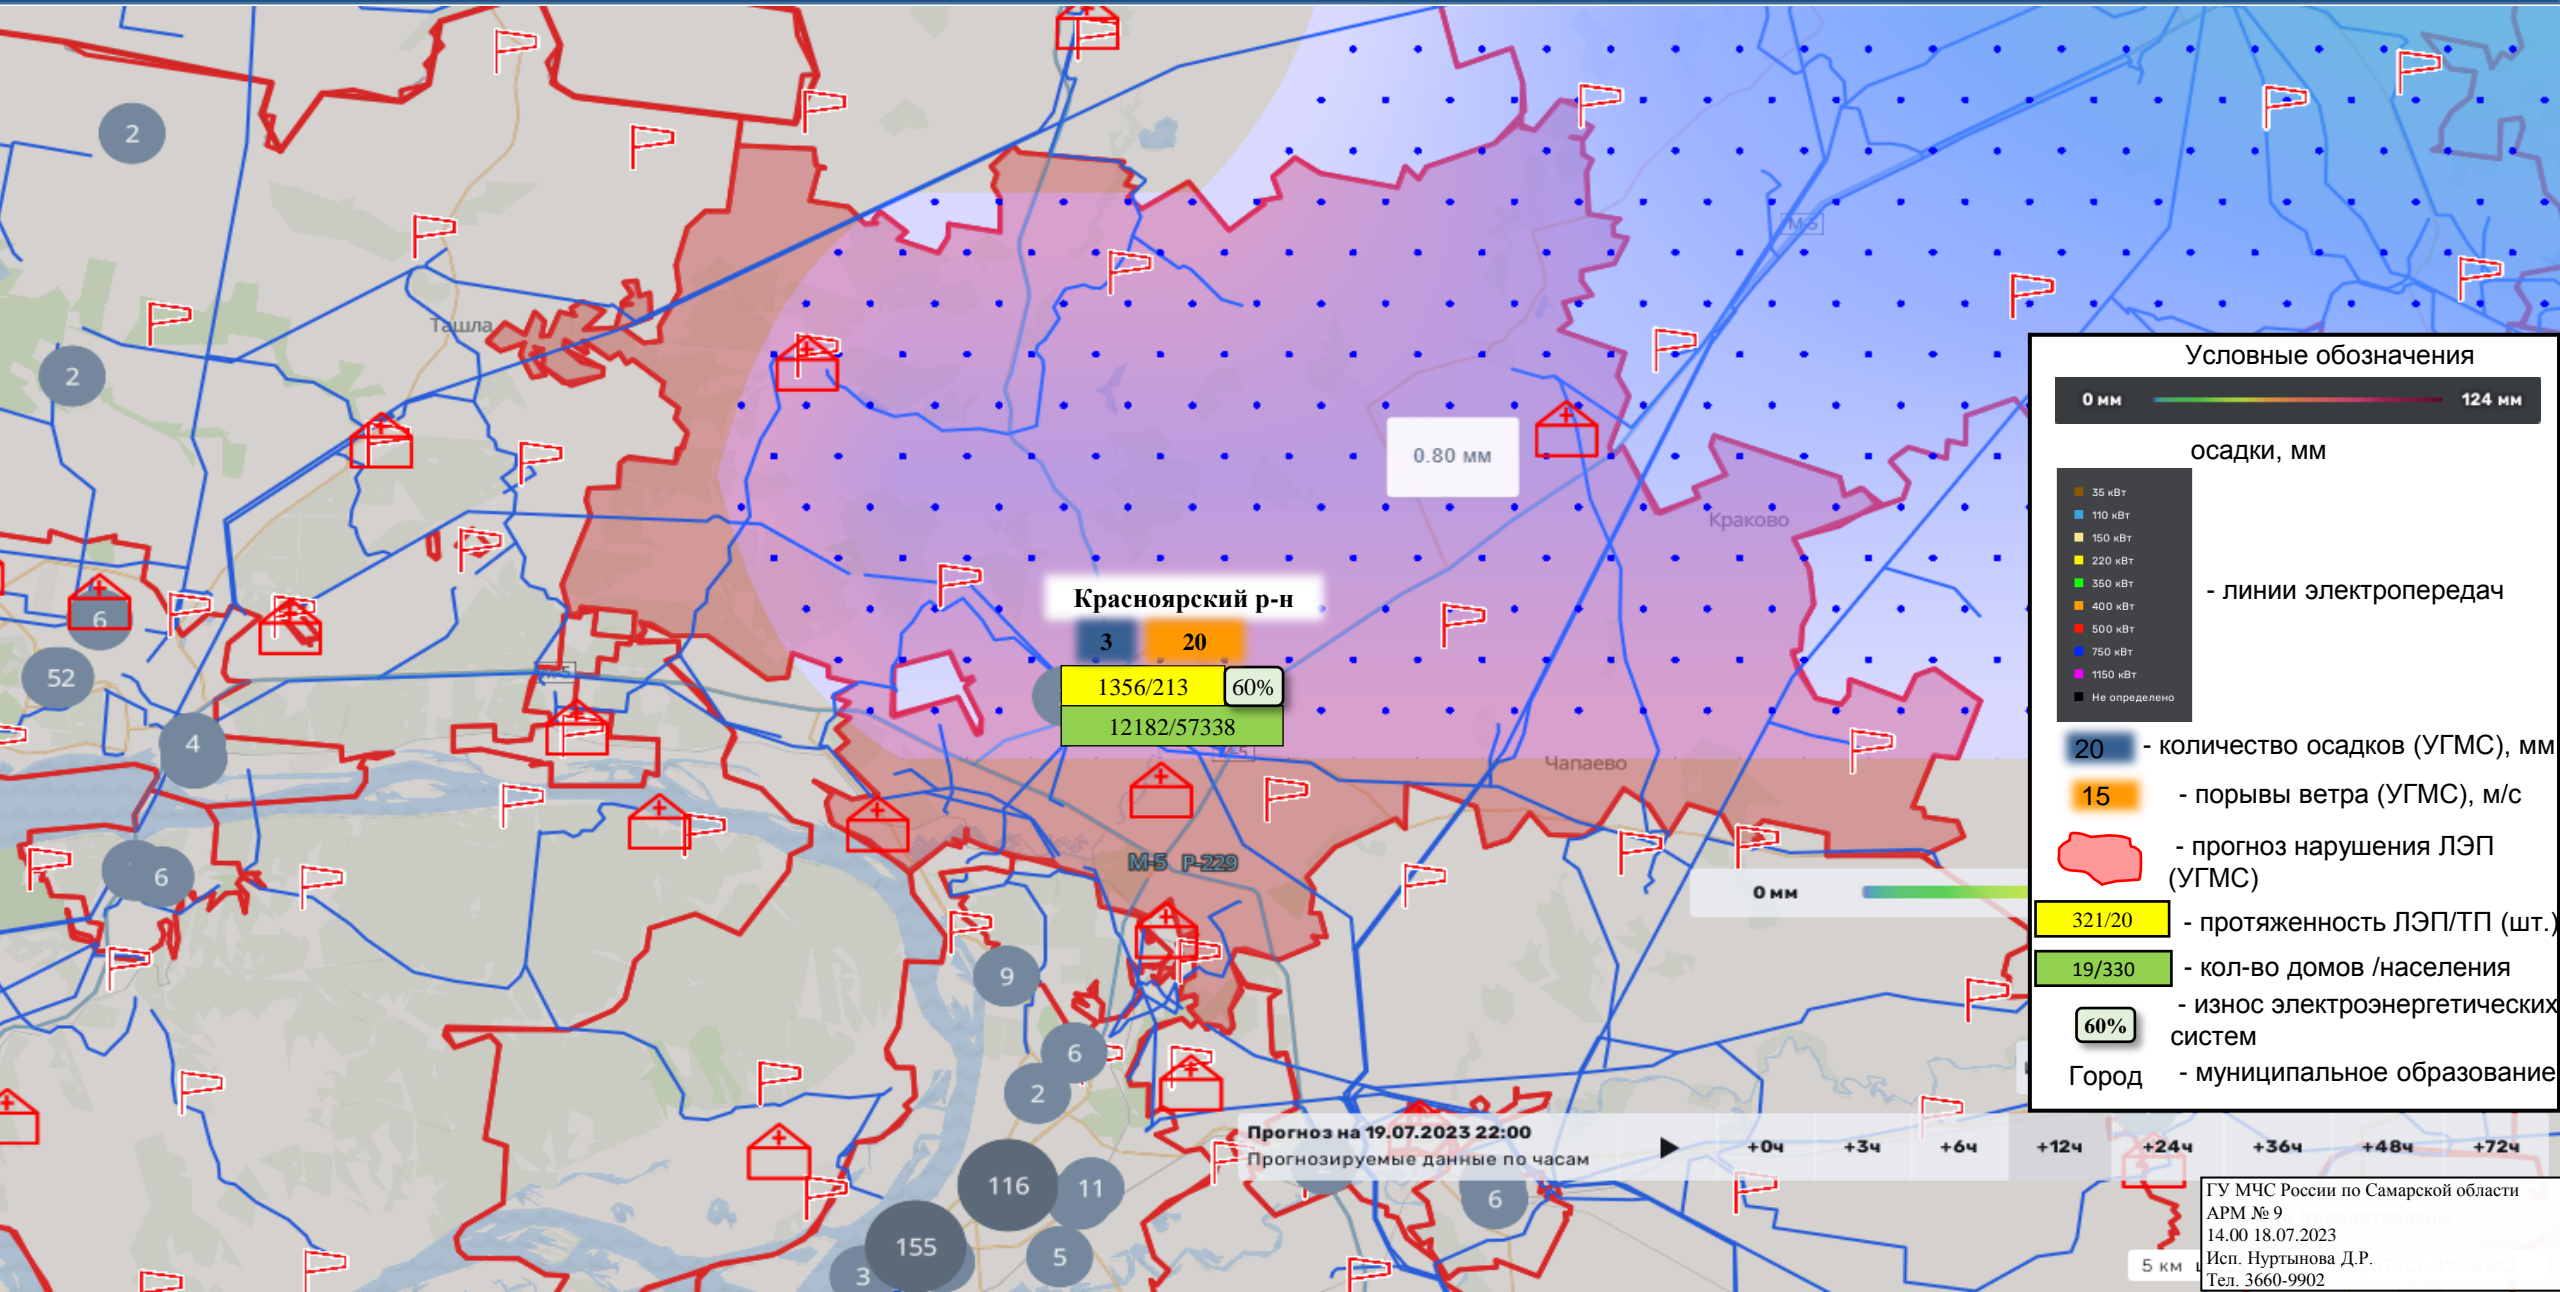 2
Ташла
М-5
2
Условные обозначения
0 мм 124 мм
осадки, мм
35 кВт
110 кВт
150 кВт
220 кВт
350 кВт
400 кВт
500 кВт
750 кВт
1150 кВт
Не определено
- линии электропередач
20 - количество осадков (УГМС), мм
15 - порывы ветра (УГМС), м/с
- прогноз нарушения ЛЭП
(УГМС)
321/20 - протяженность ЛЭП/ТП (шт.)
19/330 - кол-во домов /населения
60% - износ электроэнергетических
систем
Город - муниципальное образование
0.80 мм
Краково
Красноярский р-н
3 20
1356/213 60%
12182/57338
6
52
4
Чапаево
М-5 Р-229
6
0 мм
9
6
2
116
11
155
3
5
6
Прогноз на 19.07.2023 22:00
Прогнозируемые данные по часам
+0ч +3ч +6ч +12ч +24ч +36ч +48ч +72ч
5 км
ГУ МЧС России по Самарской области
АРМ № 9
14.00 18.07.2023
Исп. Нуртынова Д.Р.
Тел. 3660-9902